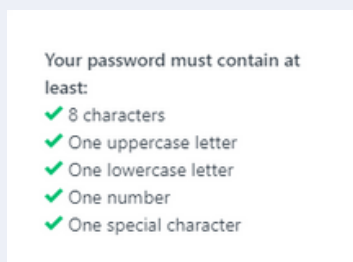 Your password must contain at
least:
8 characters
One uppercase letter
One lowercase letter
One number
One special character